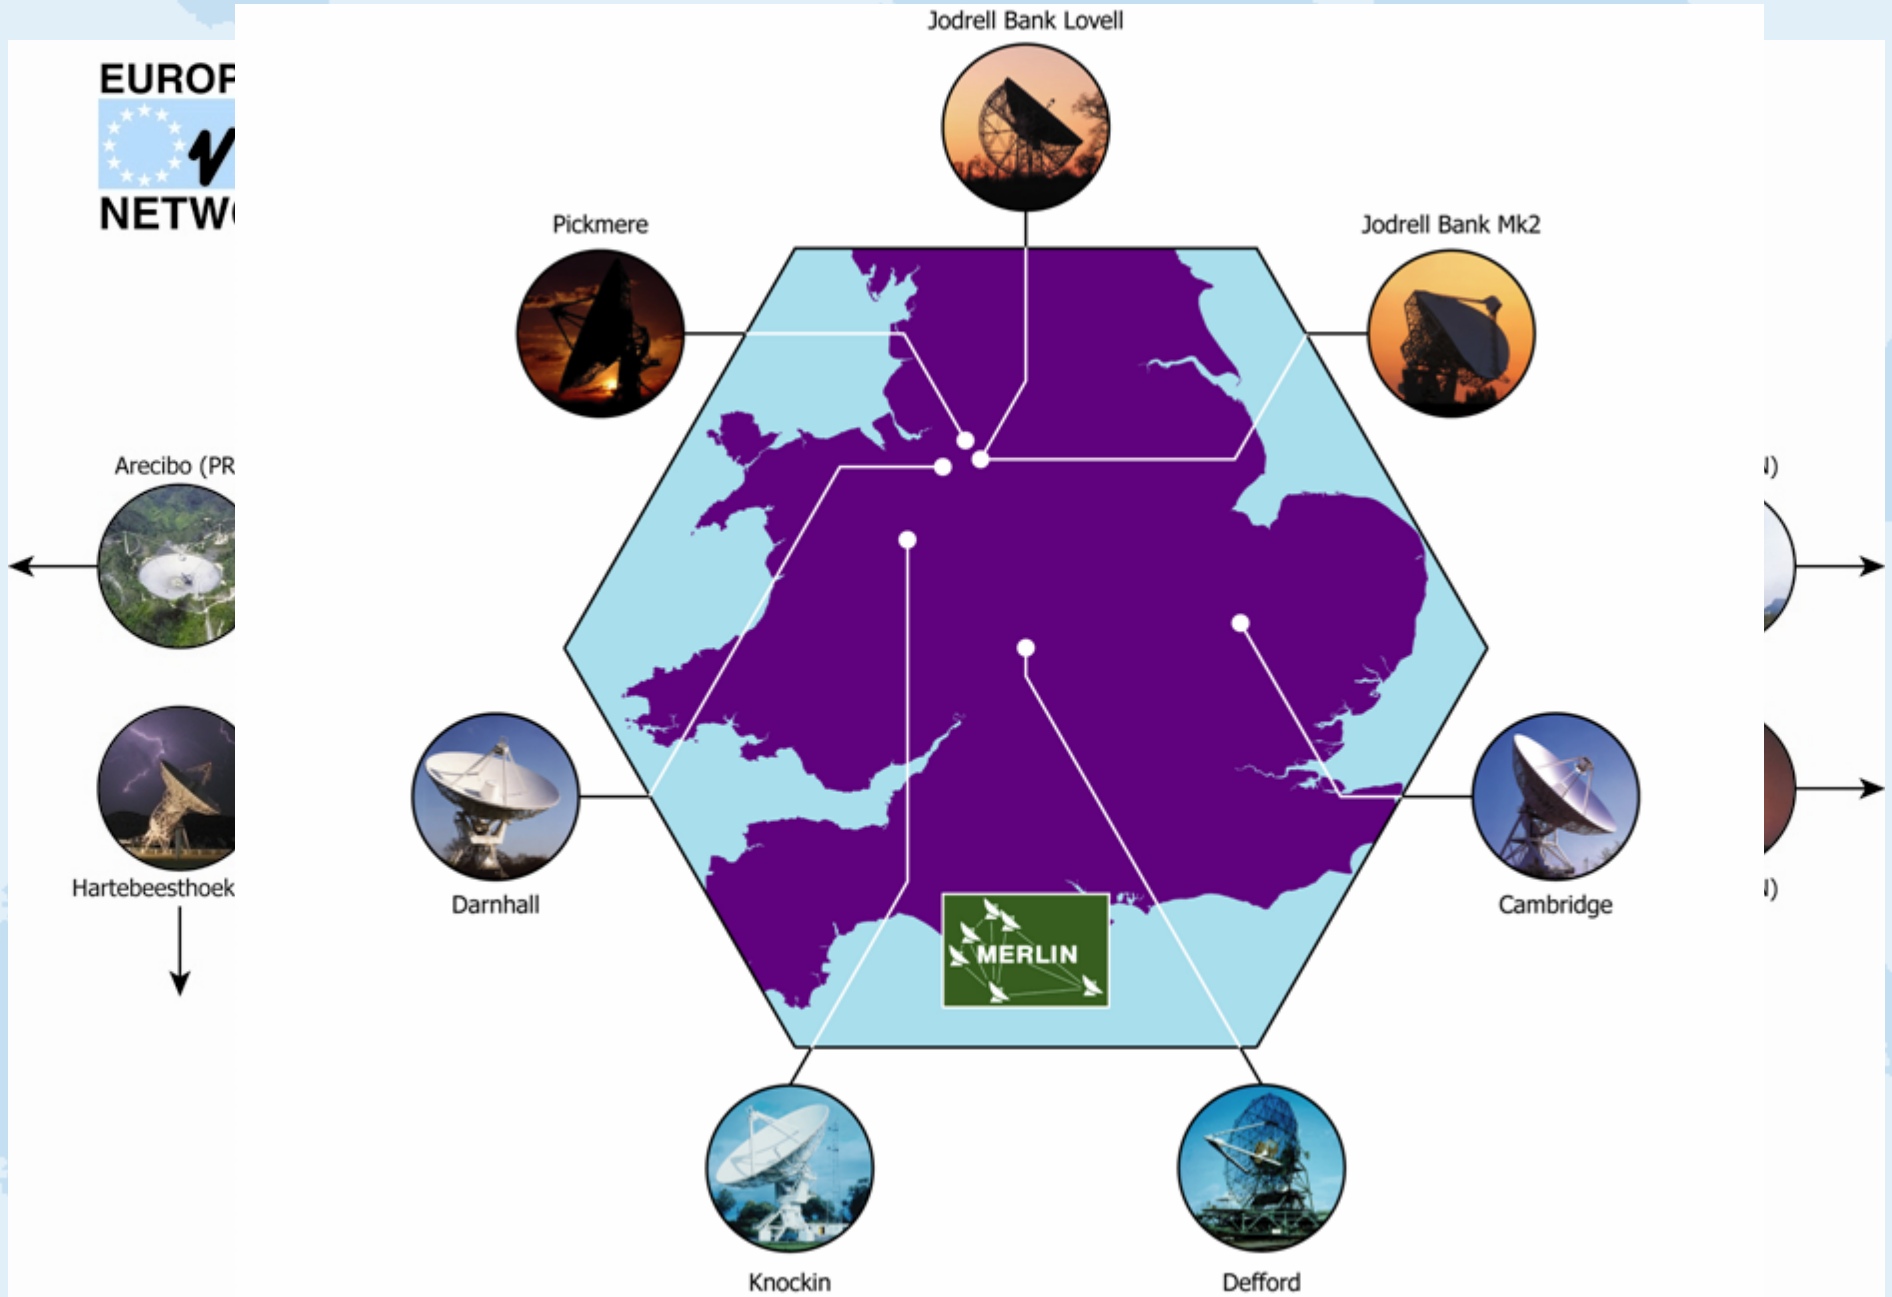 Jodrell Bank Lovell
EUROP
NETW
Pickmere
Jodrell Bank Mk2
Arecibo (PR
N)
Hartebeesthoek
Darnhall
Cambridge
N)
MERLIN
Knockin
Defford